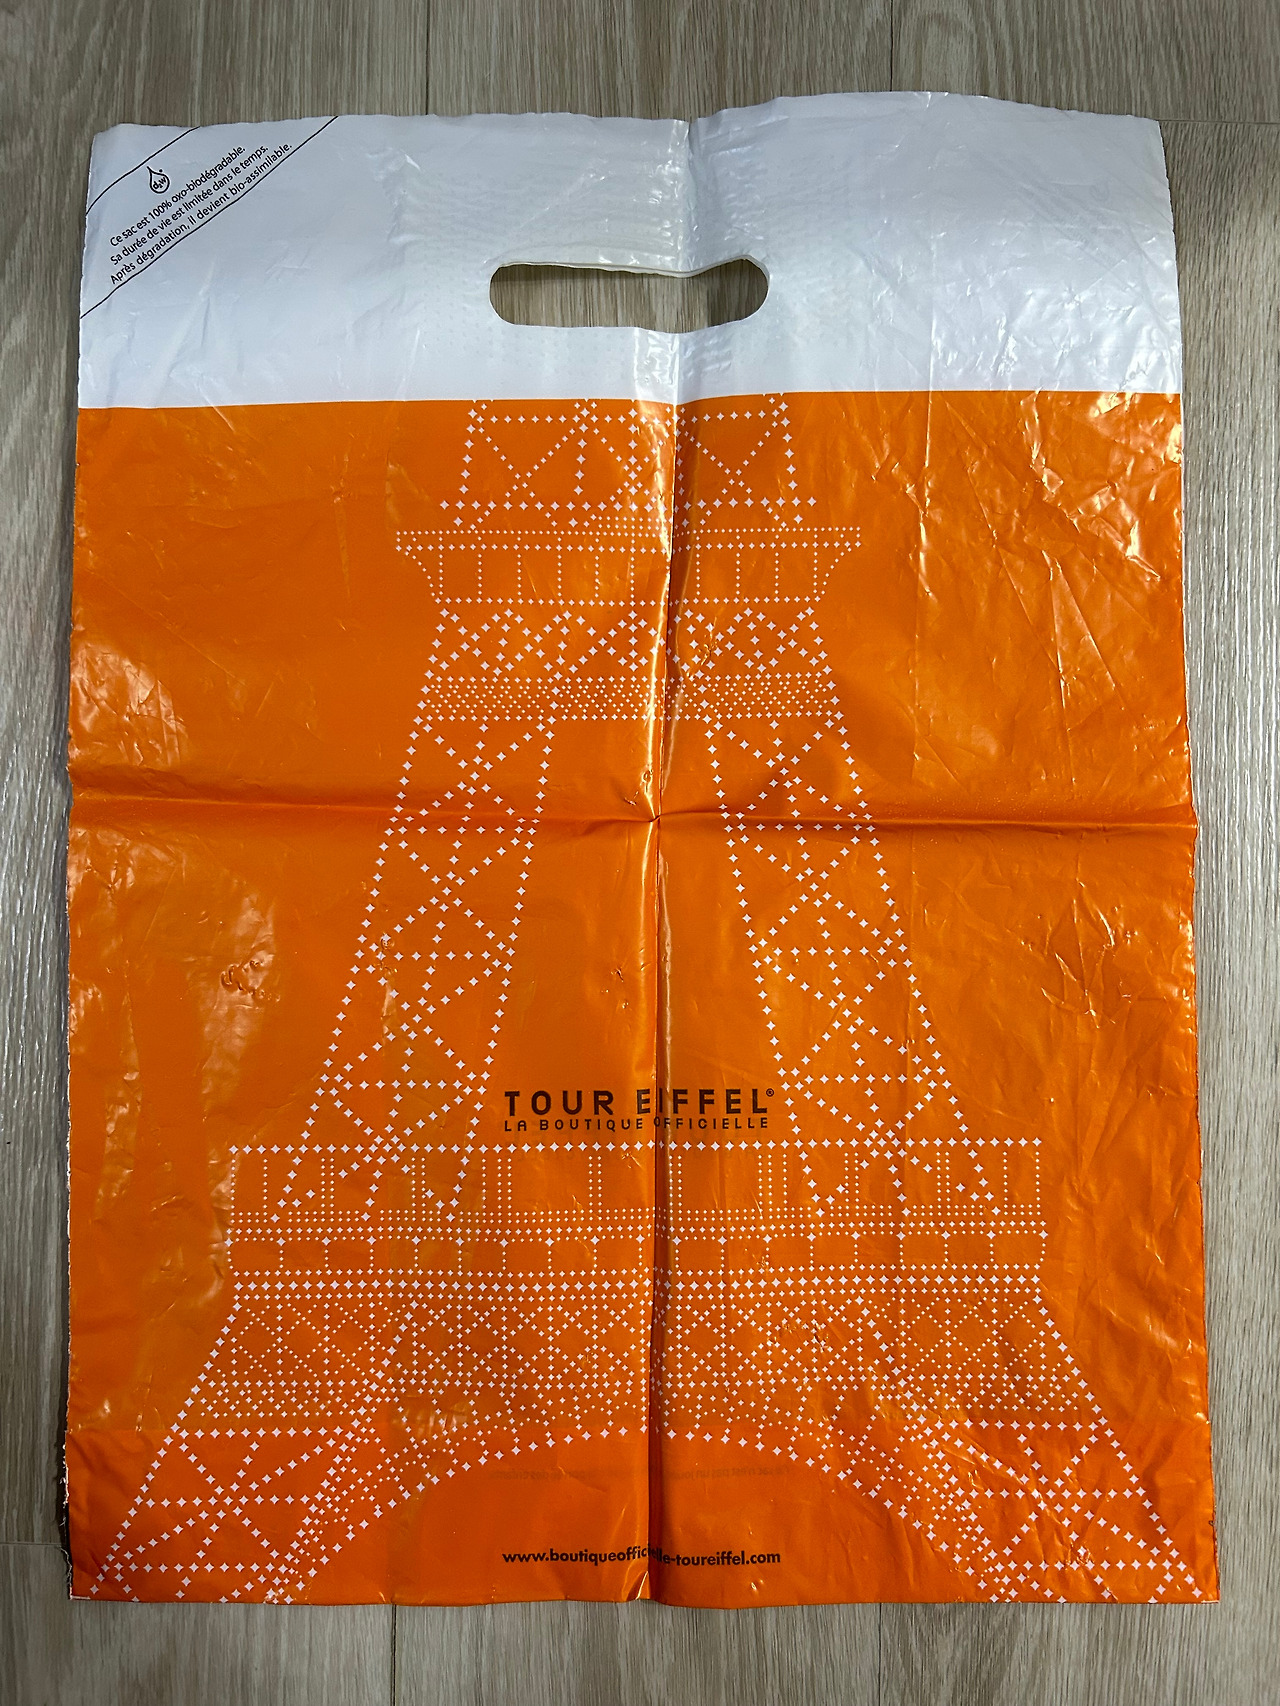 d₂w
Ce sac est 100% oxo-biodégradable.
Sa durée de vie est limitée dans le temps.
Après dégradation, il devient bio-assimilable.
TOUR EIFFEL®
LA BOUTIQUE OFFICIELLE
www.boutiqueofficielle-toureiffel.com